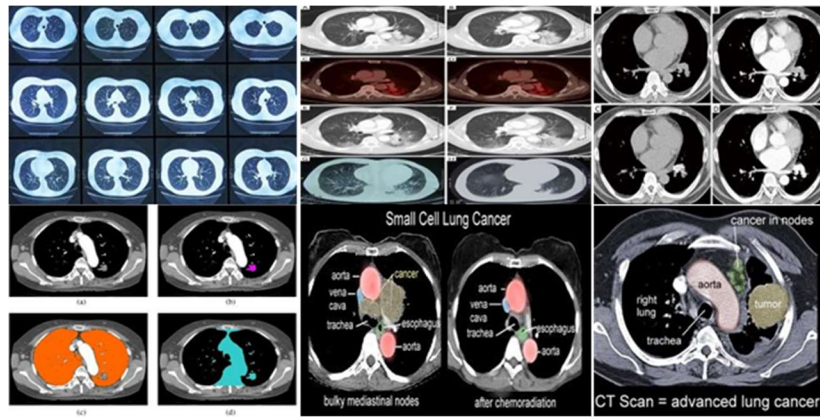 A
B
A
B
C
D
Small Cell Lung Cancer
cancer
aorta
vena
cava
trachea
esophagus
aorta
bulky mediastinal nodes
aorta
vena
cava
trachea
esophagus
aorta
after chemoradiation
cancer in nodes
aorta
tumor
right
lung
trachea
CT Scan = advanced lung cancer
(a)
(b)
(c)
(d)